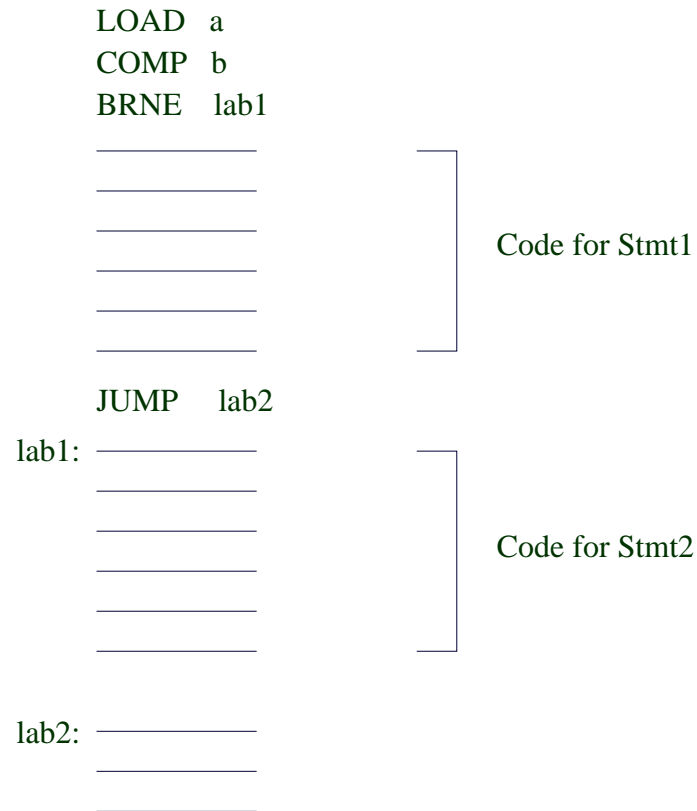 LOAD a
COMP b
BRNE lab1
Code for Stmt1
JUMP lab2
lab1:
Code for Stmt2
lab2: